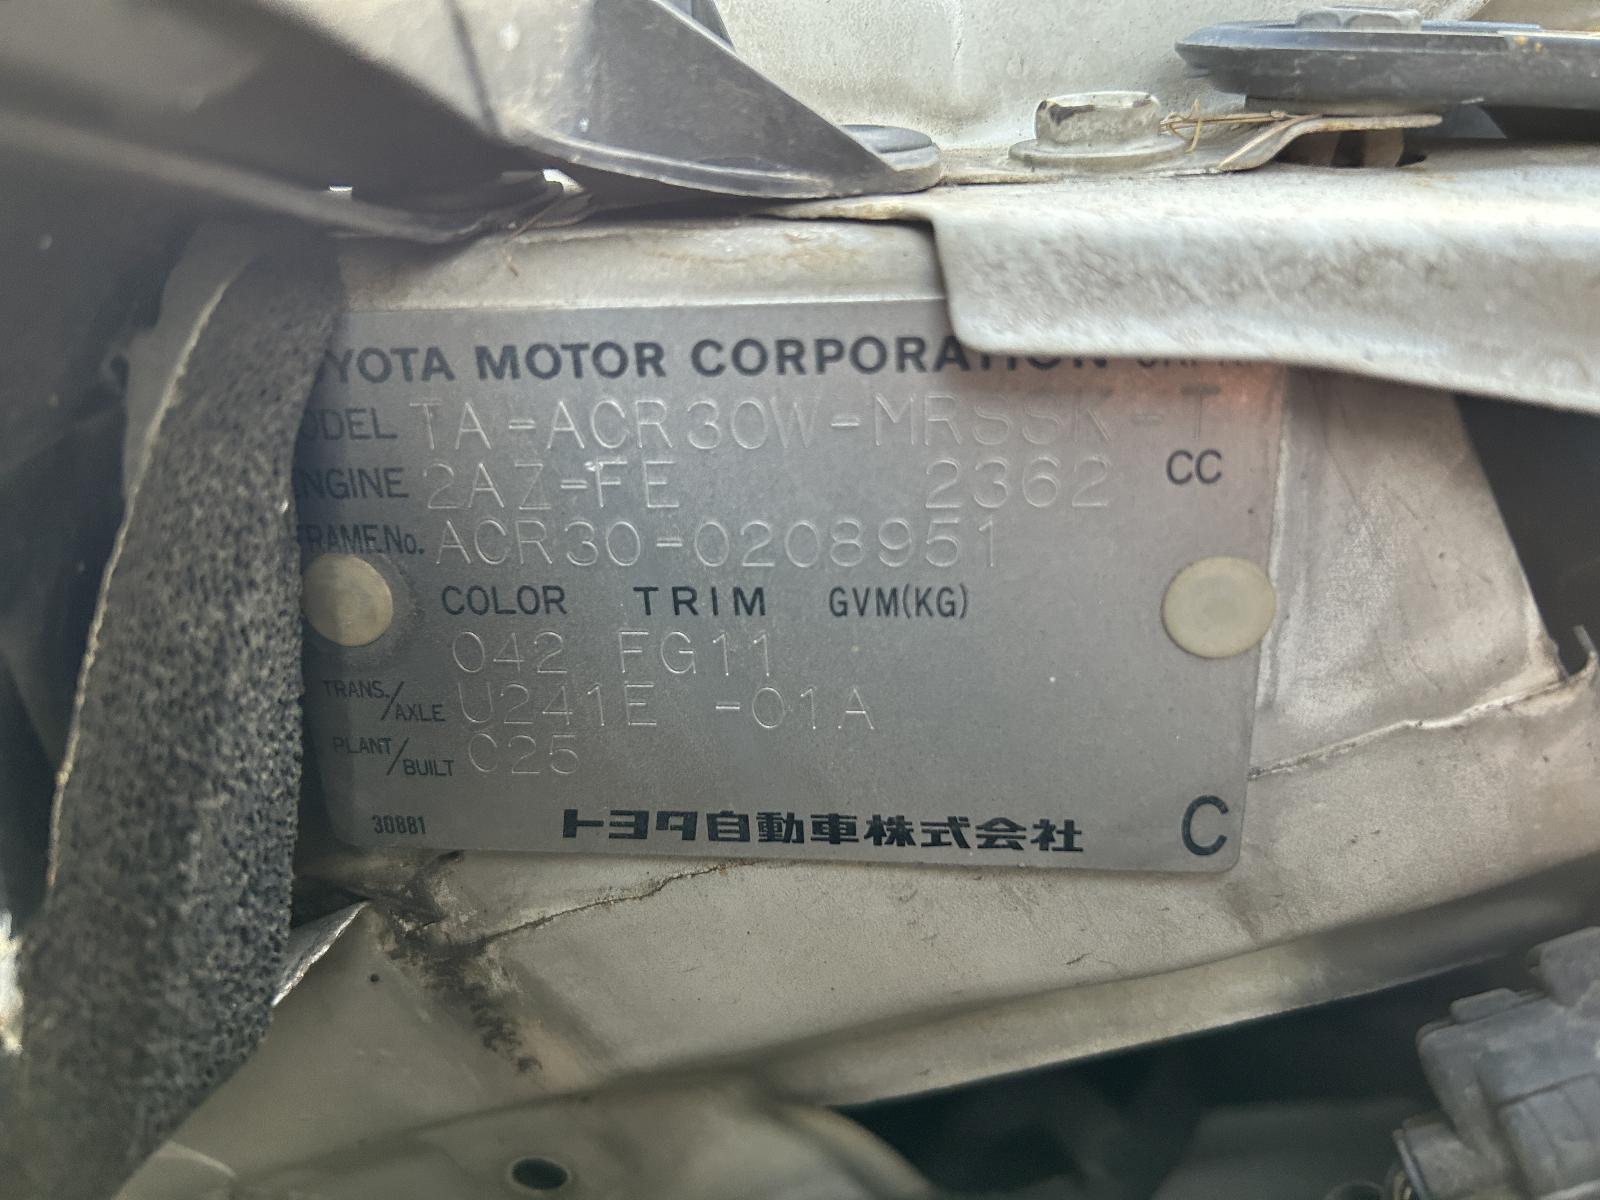 TOYOTA MOTOR CORPORATION JAPAN
MODEL TA-ACR30W-MRSSK-T
ENGINE 2AZ-FE 2362 CC
FRAME No. ACR30-0208951
COLOR TRIM GVM(KG)
042 FG11
TRANS./AXLE U241E -01A
PLANT/BUILT C25
30881 トヨタ自動車株式会社 C